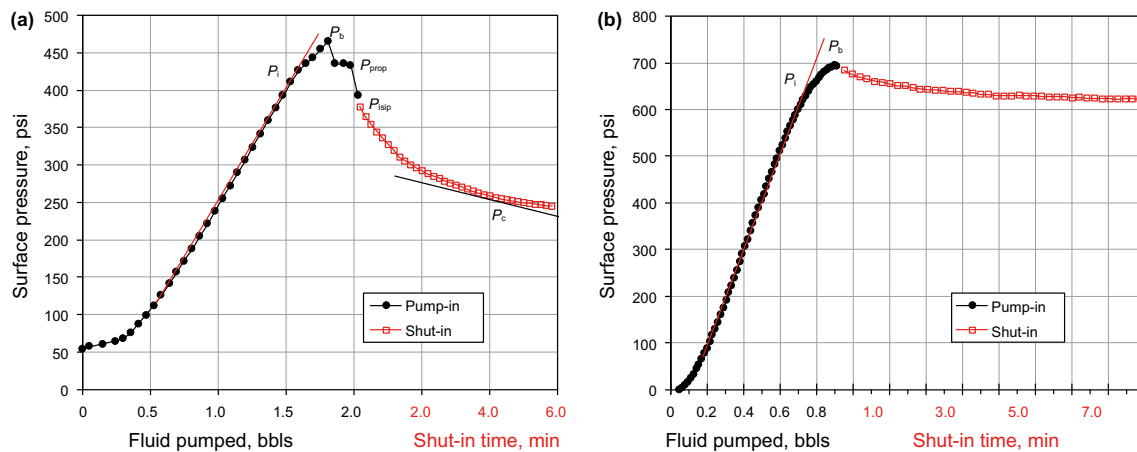 (a)
500
450
400
350
300
250
200
150
100
50
0
Surface pressure, psi
Pi
Pb
Pprop
Pisip
Pc
Pump-in
Shut-in
0 0.5 1.0 1.5 2.0 2.0 4.0 6.0
Fluid pumped, bbls Shut-in time, min
(b)
800
700
600
500
400
300
200
100
0
Surface pressure, psi
Pb
Pi
Pump-in
Shut-in
0 0.2 0.4 0.6 0.8 1.0 3.0 5.0 7.0
Fluid pumped, bbls Shut-in time, min